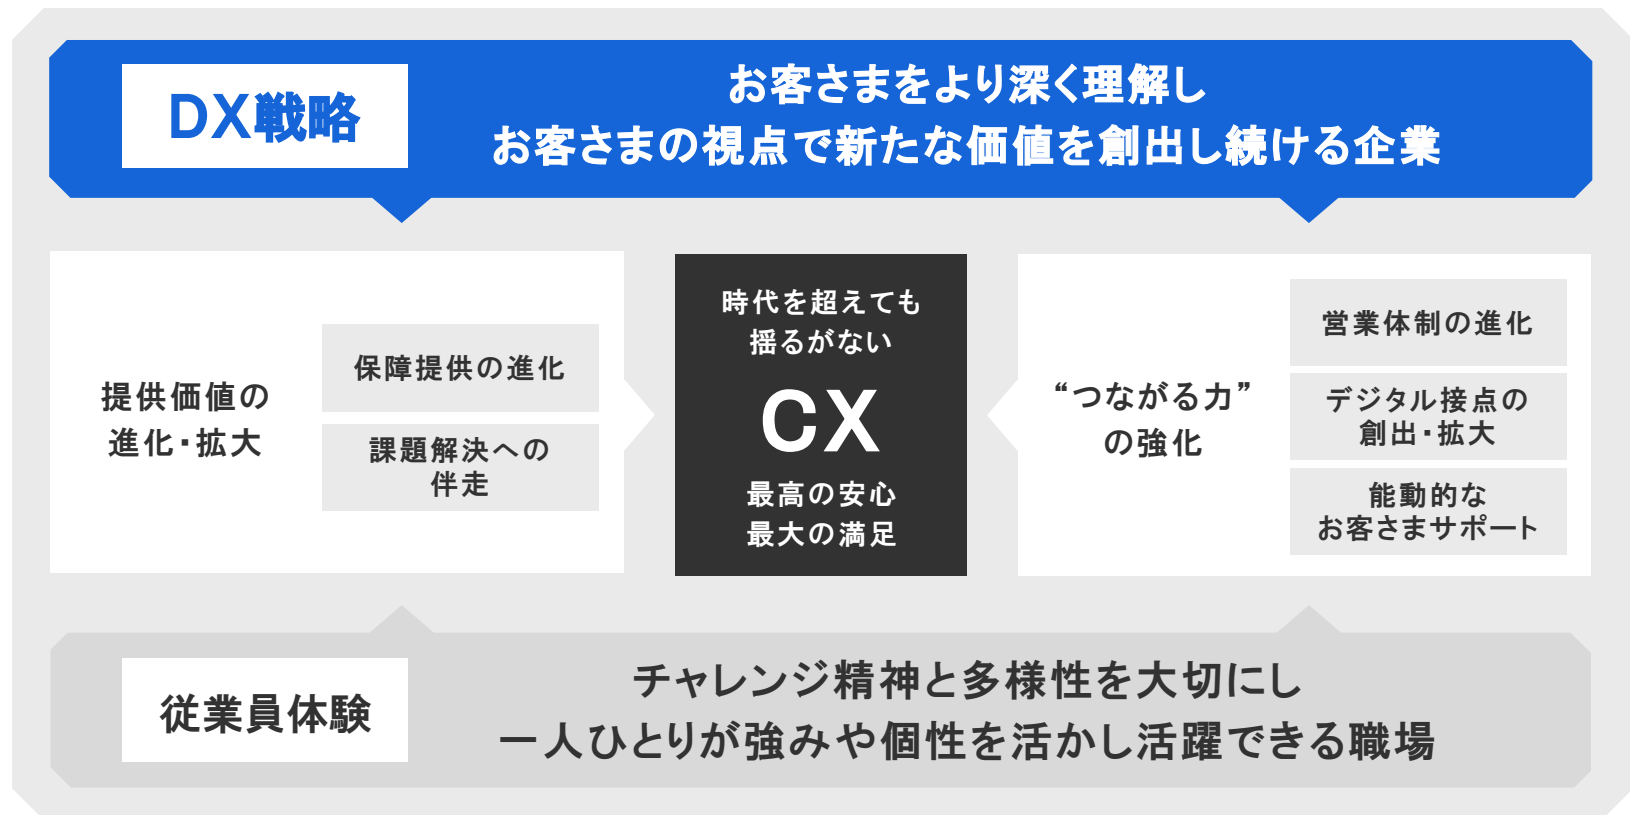 DX戦略
お客さまをより深く理解し
お客さまの視点で新たな価値を創出し続ける企業
提供価値の
進化・拡大
保障提供の進化
課題解決への
伴走
時代を超えても
揺るがない
CX
最高の安心
最大の満足
“つながる力”
の強化
営業体制の進化
デジタル接点の
創出・拡大
能動的な
お客さまサポート
従業員体験
チャレンジ精神と多様性を大切にし
一人ひとりが強みや個性を活かし活躍できる職場